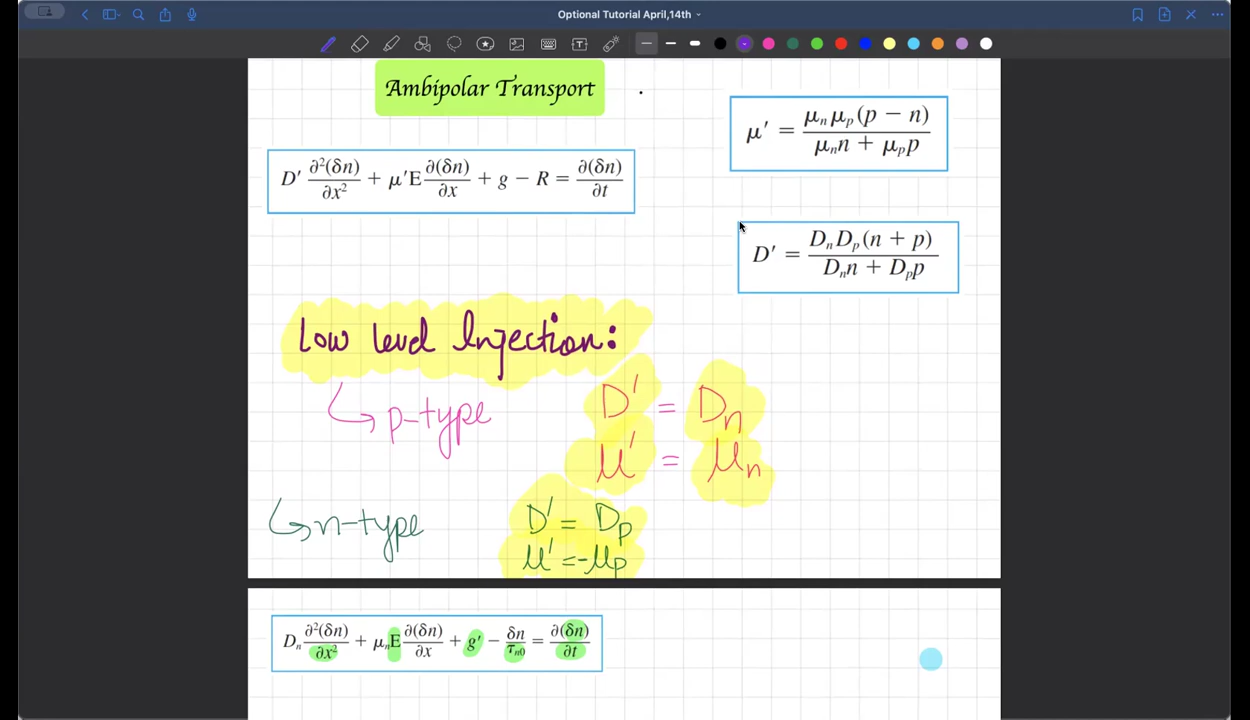 Optional Tutorial April,14th
Ambipolar Transport
μ' = μₙμₚ(p − n) / μₙn + μₚp
D' ∂²(δn)/∂x² + μ'E ∂(δn)/∂x + g − R = ∂(δn)/∂t
D' = DₙDₚ(n + p) / Dₙn + Dₚp
Low level Injection:
p-type
D' = Dₙ
μ' = μₙ
n-type
D' = Dₚ
μ' = -μₚ
Dₙ ∂²(δn)/∂x² + μₙE ∂(δn)/∂x + g' − δn/τₙ₀ = ∂(δn)/∂t